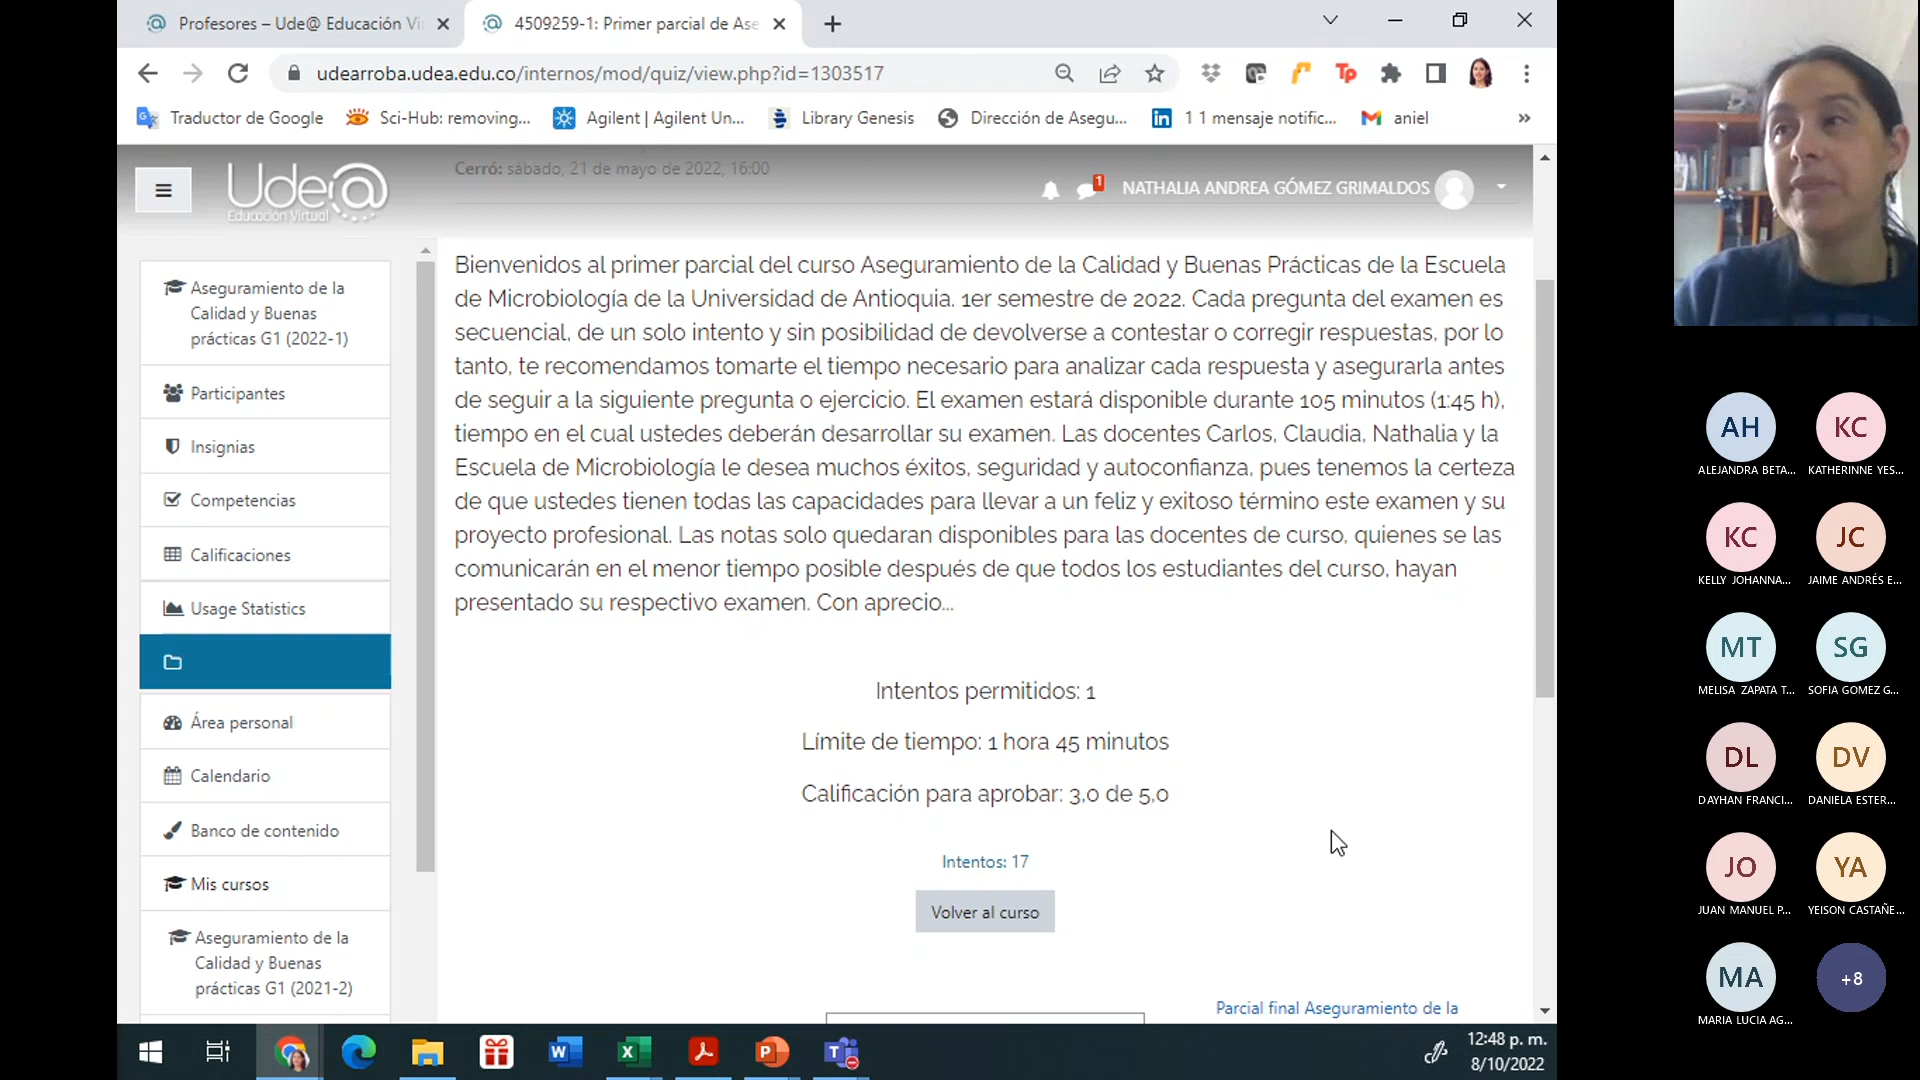 Profesores – Ude@ Educación Vi
4509259-1: Primer parcial de Ase
udearroba.udea.edu.co/internos/mod/quiz/view.php?id=1303517
Traductor de Google
Sci-Hub: removing...
Agilent | Agilent Un...
Library Genesis
Dirección de Asegu...
1 1 mensaje notific...
aniel
»
Ude@
Educación Virtual
Cerró: sábado, 21 de mayo de 2022, 16:00
1
NATHALIA ANDREA GÓMEZ GRIMALDOS
Aseguramiento de la
Calidad y Buenas
prácticas G1 (2022-1)
Participantes
Insignias
Competencias
Calificaciones
Usage Statistics
Área personal
Calendario
Banco de contenido
Mis cursos
Aseguramiento de la
Calidad y Buenas
prácticas G1 (2021-2)
Bienvenidos al primer parcial del curso Aseguramiento de la Calidad y Buenas Prácticas de la Escuela
de Microbiología de la Universidad de Antioquia. 1er semestre de 2022. Cada pregunta del examen es
secuencial, de un solo intento y sin posibilidad de devolverse a contestar o corregir respuestas, por lo
tanto, te recomendamos tomarte el tiempo necesario para analizar cada respuesta y asegurarla antes
de seguir a la siguiente pregunta o ejercicio. El examen estará disponible durante 105 minutos (1:45 h),
tiempo en el cual ustedes deberán desarrollar su examen. Las docentes Carlos, Claudia, Nathalia y la
Escuela de Microbiología le desea muchos éxitos, seguridad y autoconfianza, pues tenemos la certeza
de que ustedes tienen todas las capacidades para llevar a un feliz y exitoso término este examen y su
proyecto profesional. Las notas solo quedaran disponibles para las docentes de curso, quienes se las
comunicarán en el menor tiempo posible después de que todos los estudiantes del curso, hayan
presentado su respectivo examen. Con aprecio...
Intentos permitidos: 1
Límite de tiempo: 1 hora 45 minutos
Calificación para aprobar: 3,0 de 5,0
Intentos: 17
Volver al curso
Parcial final Aseguramiento de la
12:48 p. m.
8/10/2022
AH
ALEJANDRA BETA...
KC
KATHERINNE YES...
KC
KELLY JOHANNA...
JC
JAIME ANDRÉS E...
MT
MELISA ZAPATA T...
SG
SOFIA GOMEZ G...
DL
DAYHAN FRANCI...
DV
DANIELA ESTER...
JO
JUAN MANUEL P...
YA
YEISON CASTAÑE...
MA
MARIA LUCIA AG...
+8